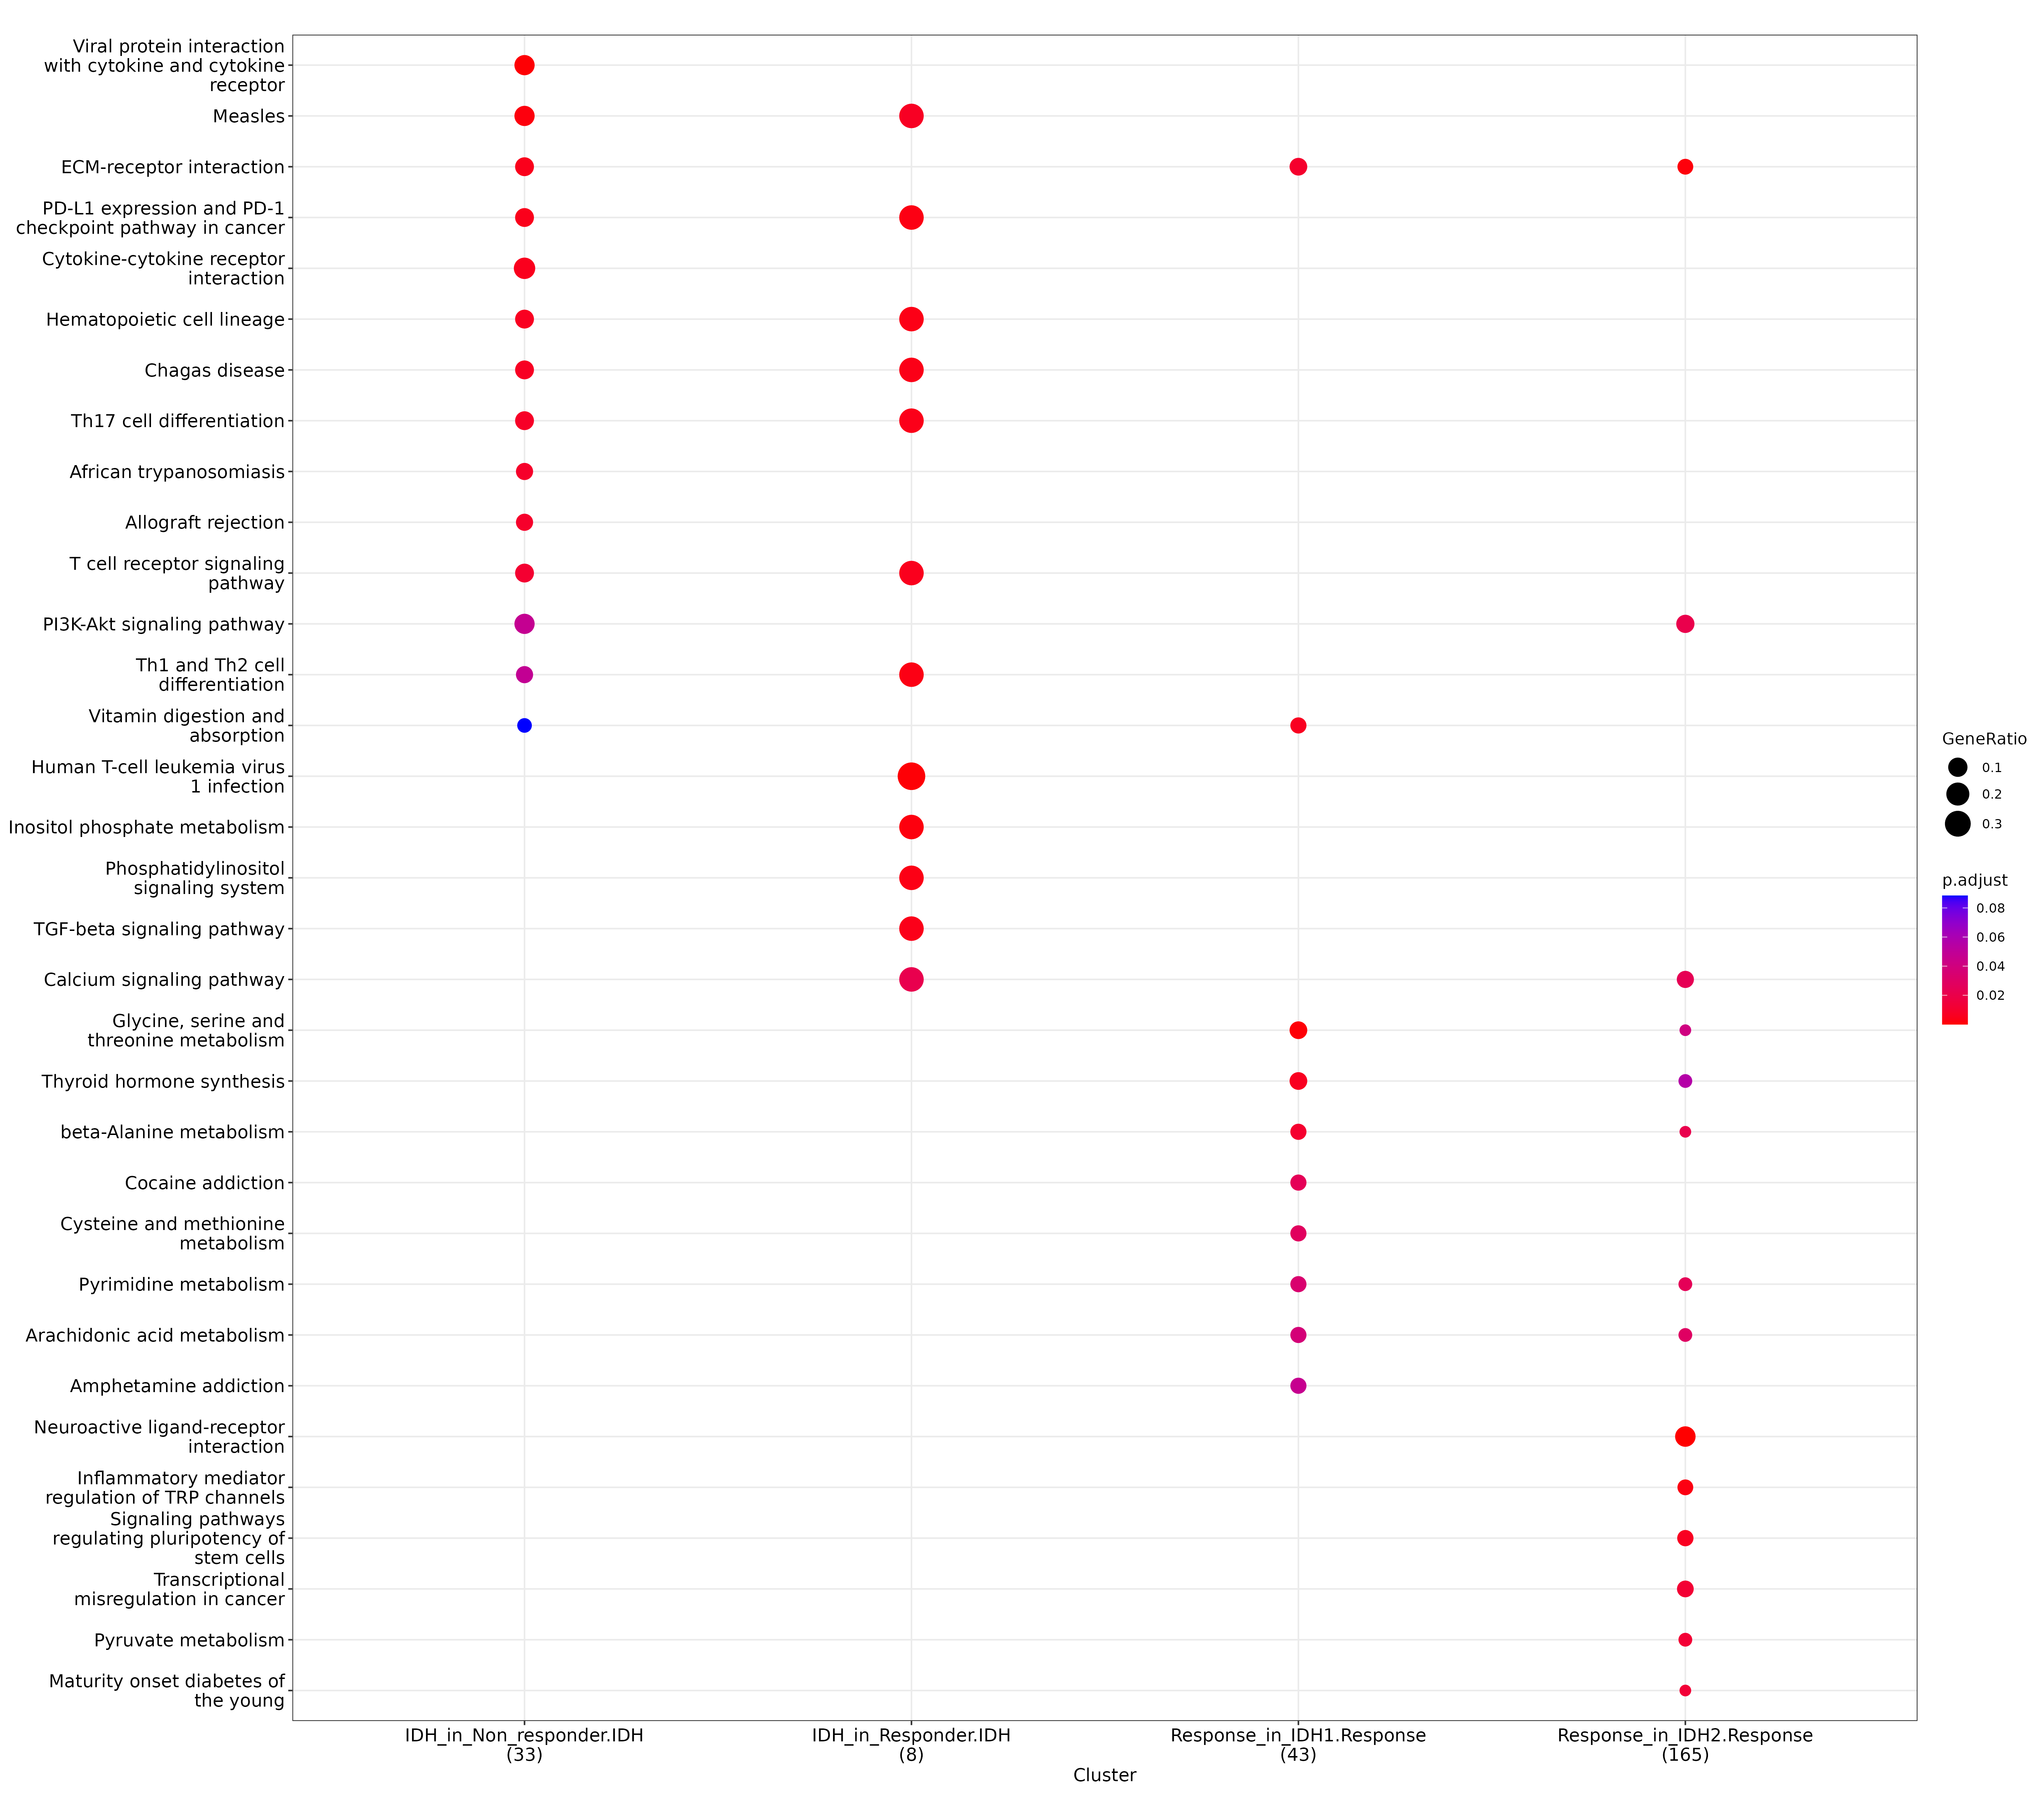 Viral protein interaction
with cytokine and cytokine
receptor
Measles
ECM-receptor interaction
PD-L1 expression and PD-1
checkpoint pathway in cancer
Cytokine-cytokine receptor
interaction
Hematopoietic cell lineage
Chagas disease
Th17 cell differentiation
African trypanosomiasis
Allograft rejection
T cell receptor signaling
pathway
PI3K-Akt signaling pathway
Th1 and Th2 cell
differentiation
Vitamin digestion and
absorption
Human T-cell leukemia virus
1 infection
Inositol phosphate metabolism
Phosphatidylinositol
signaling system
TGF-beta signaling pathway
Calcium signaling pathway
Glycine, serine and
threonine metabolism
Thyroid hormone synthesis
beta-Alanine metabolism
Cocaine addiction
Cysteine and methionine
metabolism
Pyrimidine metabolism
Arachidonic acid metabolism
Amphetamine addiction
Neuroactive ligand-receptor
interaction
Inflammatory mediator
regulation of TRP channels
Signaling pathways
regulating pluripotency of
stem cells
Transcriptional
misregulation in cancer
Pyruvate metabolism
Maturity onset diabetes of
the young
IDH_in_Non_responder.IDH
(33)
IDH_in_Responder.IDH
(8)
Response_in_IDH1.Response
(43)
Response_in_IDH2.Response
(165)
Cluster
GeneRatio
0.1
0.2
0.3
p.adjust
0.08
0.06
0.04
0.02